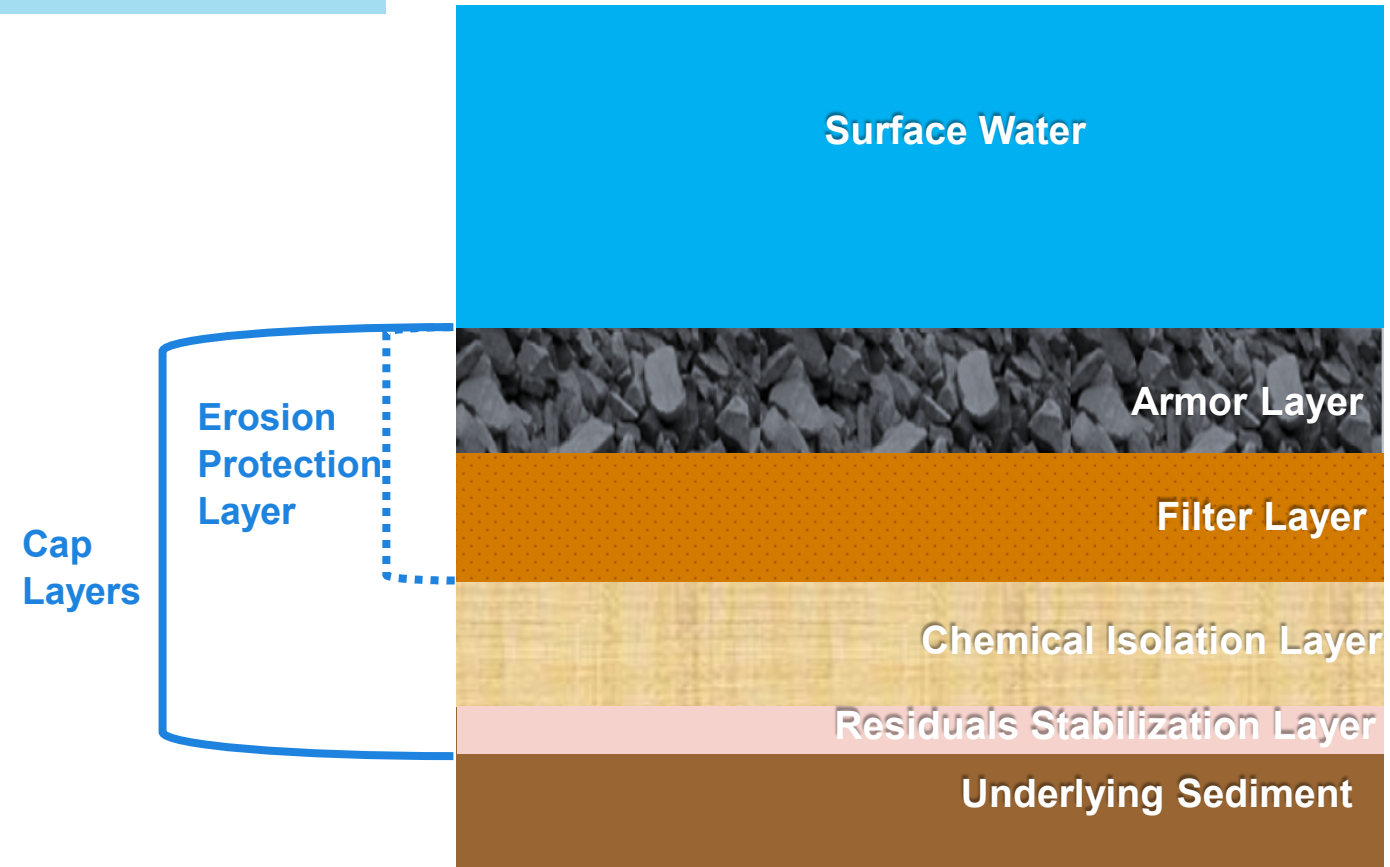 Surface Water
Armor Layer
Erosion
Protection
Layer
Filter Layer
Cap
Layers
Chemical Isolation Layer
Residuals Stabilization Layer
Underlying Sediment